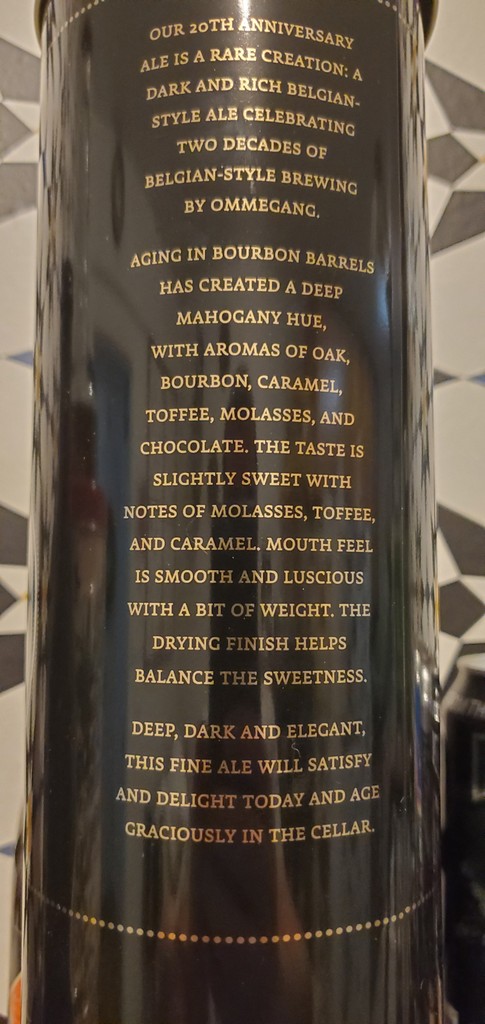 OUR 20TH ANNIVERSARY
ALE IS A RARE CREATION: A
DARK AND RICH BELGIAN-
STYLE ALE CELEBRATING
TWO DECADES OF
BELGIAN-STYLE BREWING
BY OMMEGANG.
AGING IN BOURBON BARRELS
HAS CREATED A DEEP
MAHOGANY HUE,
WITH AROMAS OF OAK,
BOURBON, CARAMEL,
TOFFEE, MOLASSES, AND
CHOCOLATE. THE TASTE IS
SLIGHTLY SWEET WITH
NOTES OF MOLASSES, TOFFEE,
AND CARAMEL. MOUTH FEEL
IS SMOOTH AND LUSCIOUS
WITH A BIT OF WEIGHT. THE
DRYING FINISH HELPS
BALANCE THE SWEETNESS.
DEEP, DARK AND ELEGANT,
THIS FINE ALE WILL SATISFY
AND DELIGHT TODAY AND AGE
GRACIOUSLY IN THE CELLAR.